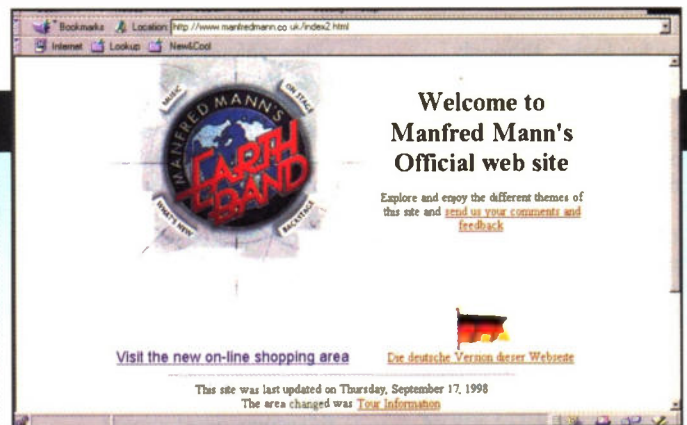 Bookmarks Location: http://www.manfredmann.co.uk/index2.html
Internet Lookup New&Cool
MUSIC
ON STAGE
MANFRED MANN'S
EARTH
BAND
WHAT'S NEW
BACKSTAGE
Welcome to
Manfred Mann's
Official web site
Explore and enjoy the different themes of
this site and send us your comments and
feedback
Visit the new on-line shopping area
Die deutsche Version dieser Webseite
This site was last updated on Thursday, September 17, 1998
The area changed was Tour Information